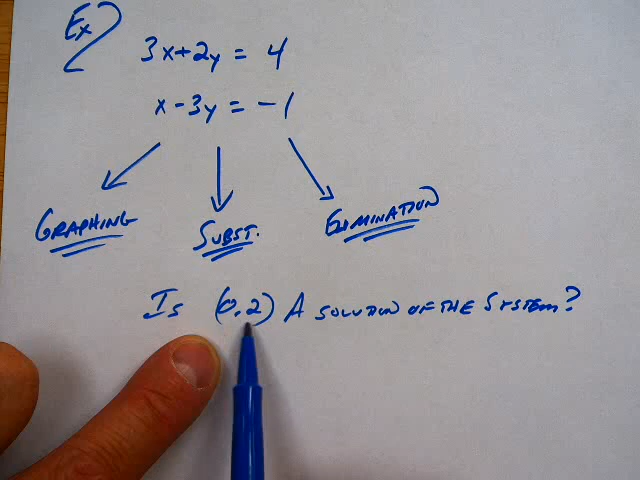 Ex
3x+2y = 4
x-3y = -1
GRAPHING SUBST. ELIMINATION
Is (0,2) A SOLUTION OF THE SYSTEM?